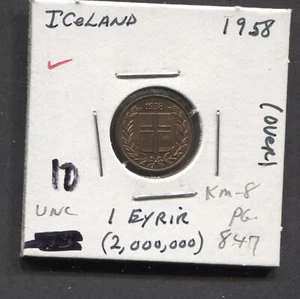 ICeLAND 1958
(over)
1958
10
UNC
KM-8
1 EYRIR PG.
(2,000,000) 847